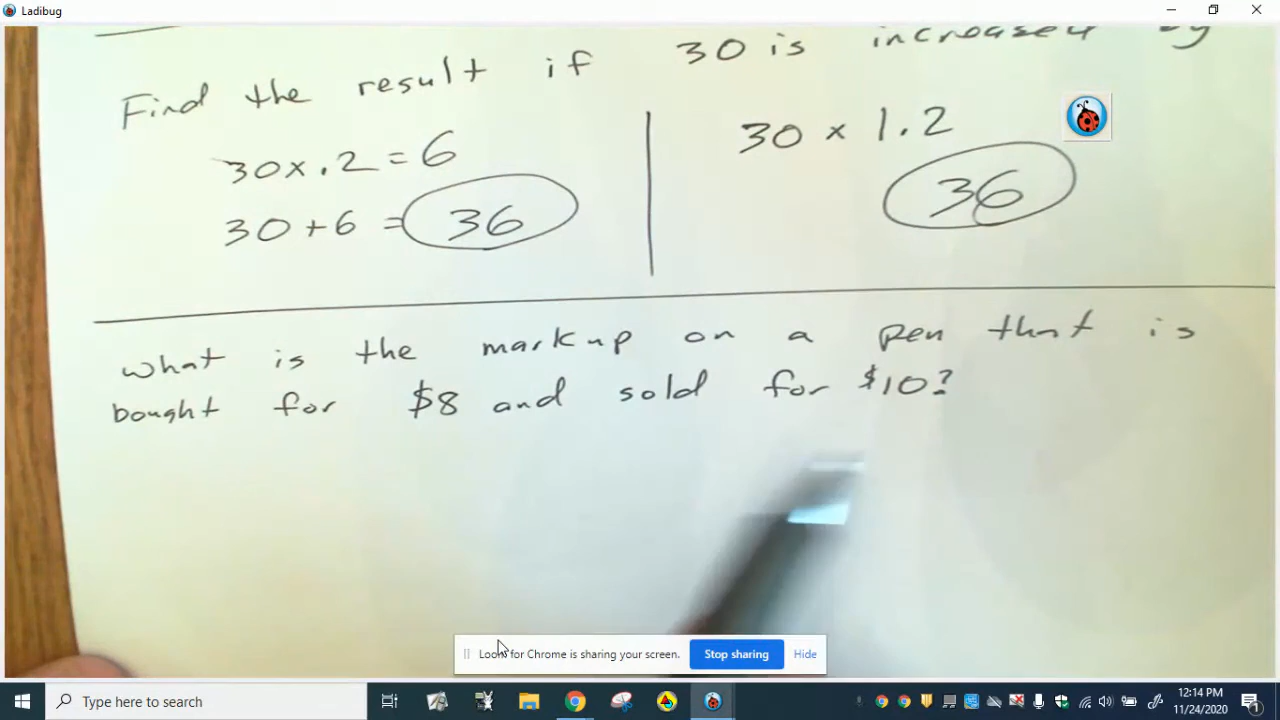 Ladibug
Find the result if 30 is increased by
30 x .2 = 6
30 + 6 = 36
30 x 1.2
36
what is the markup on a pen that is
bought for $8 and sold for $10?
Loom for Chrome is sharing your screen. Stop sharing Hide
Type here to search
12:14 PM
11/24/2020
1